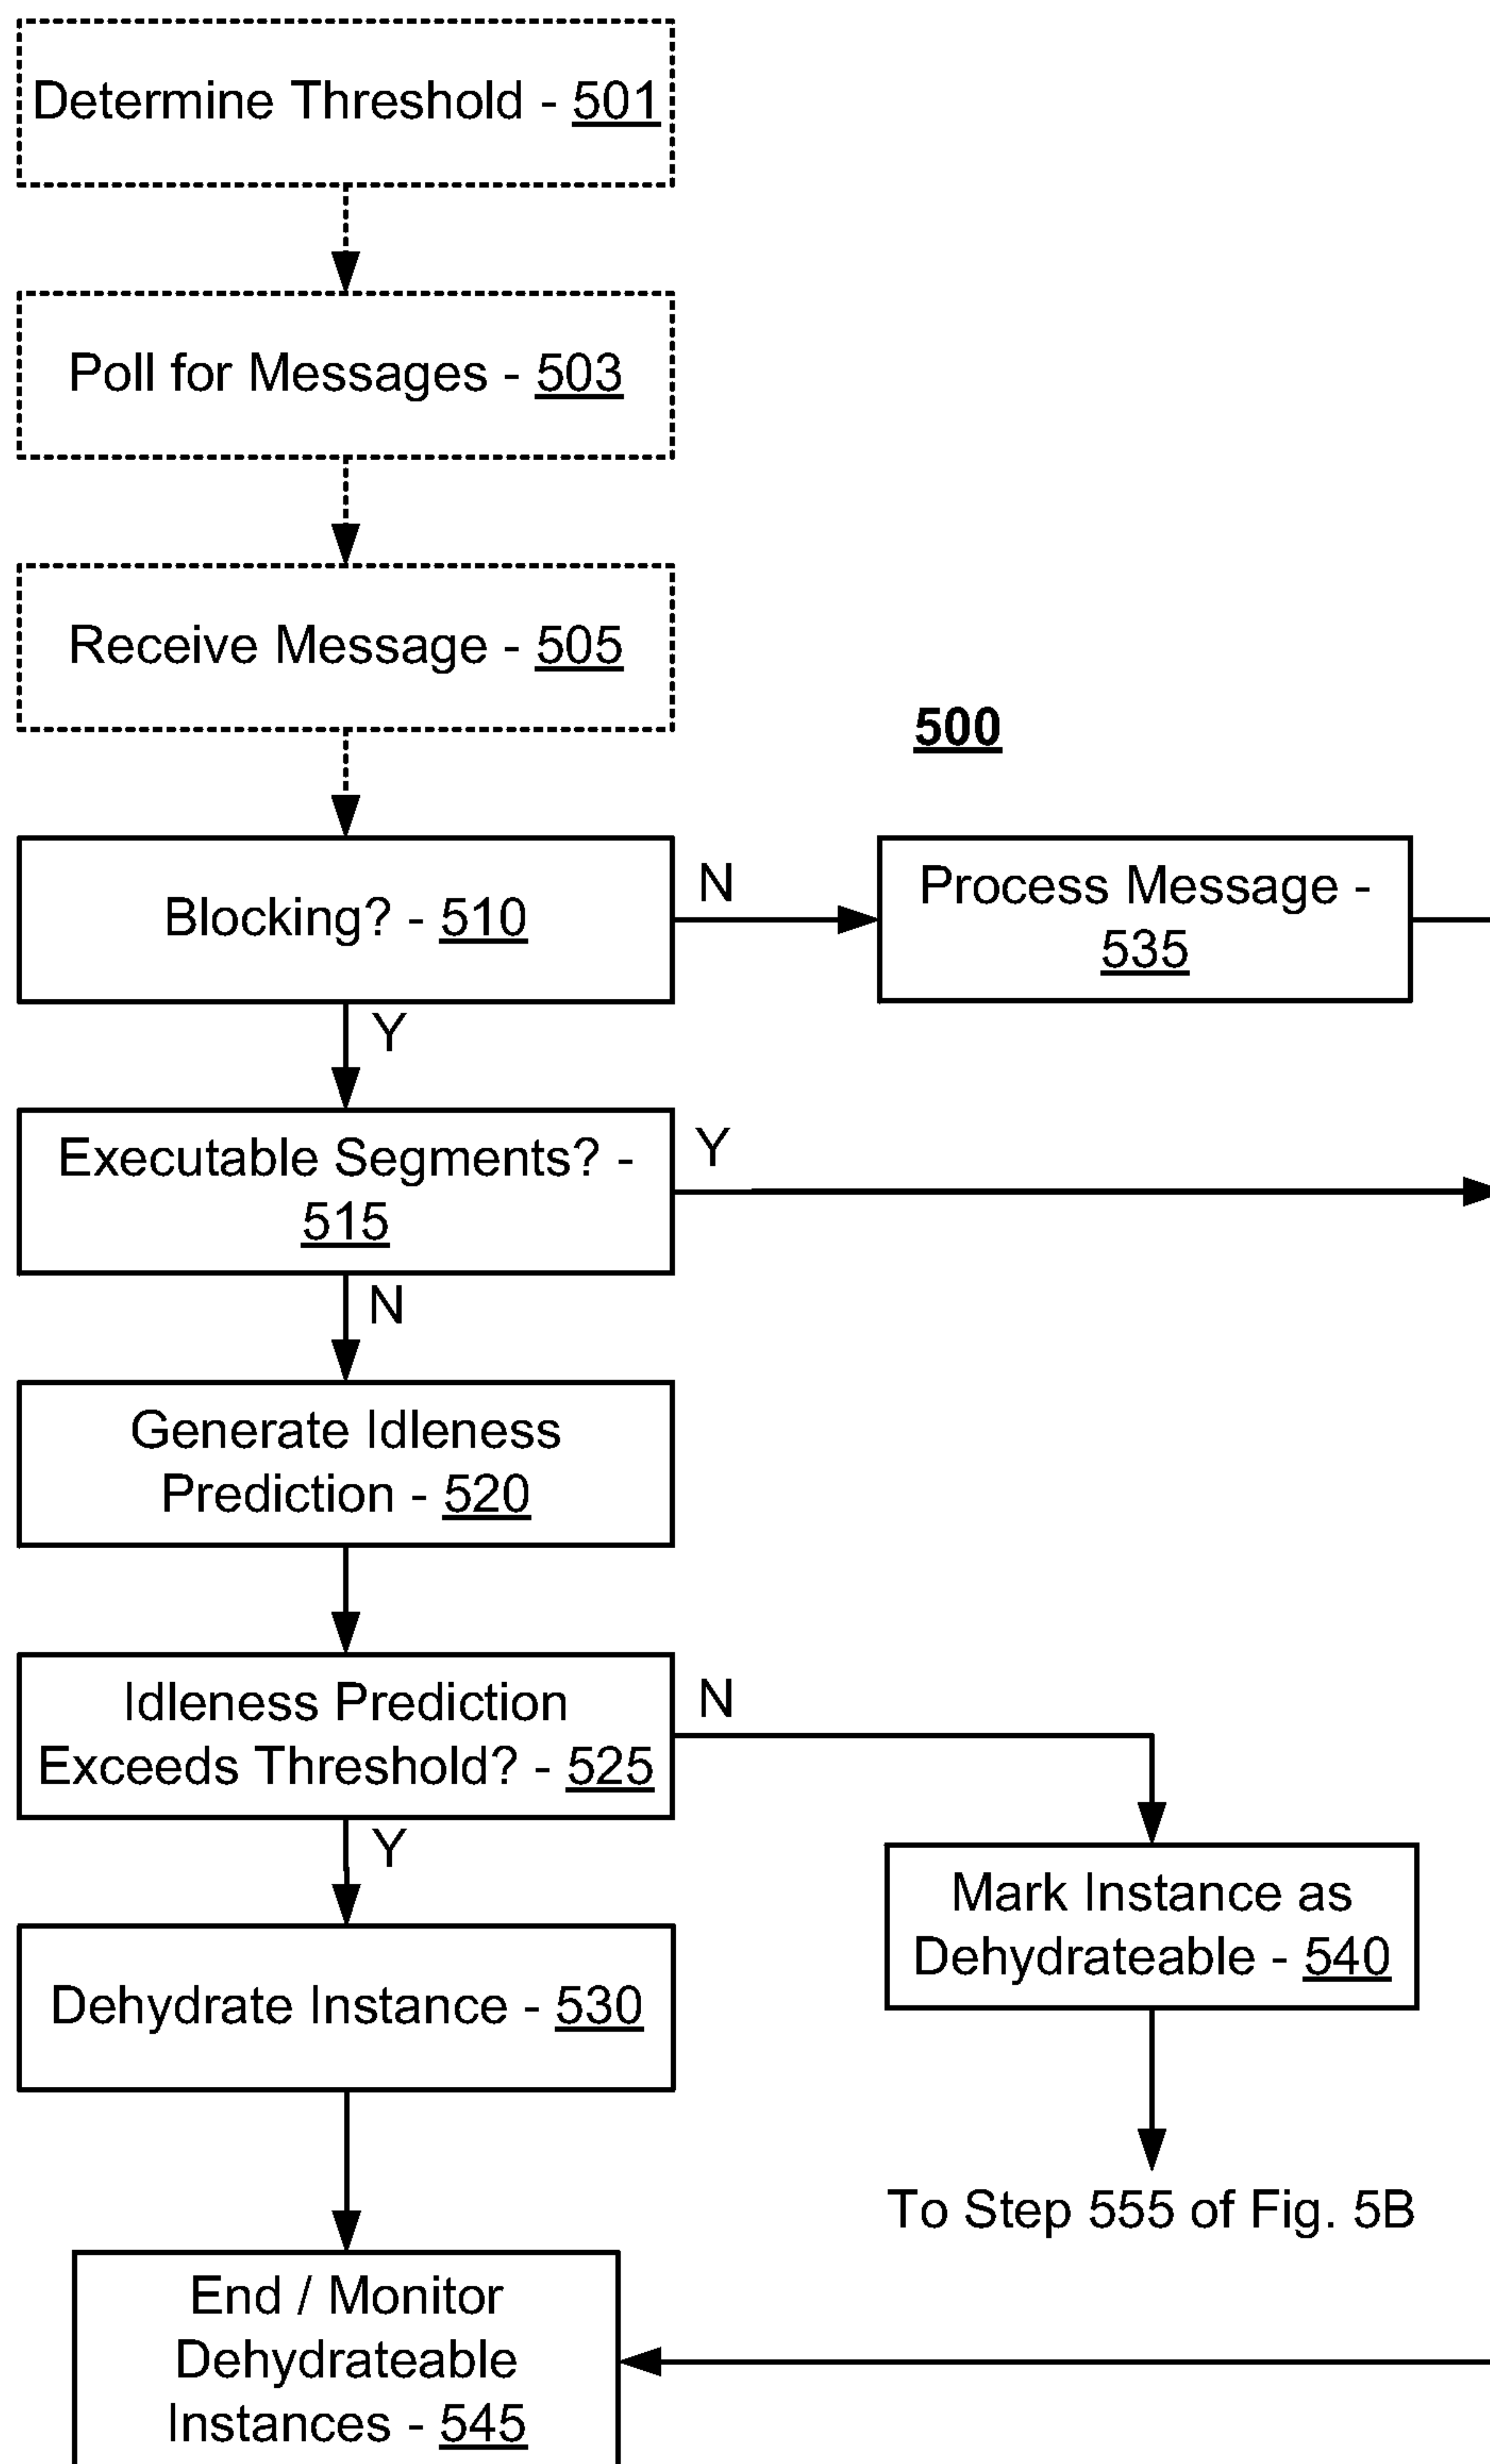 Determine Threshold - 501
Poll for Messages - 503
Receive Message - 505
500
Blocking? - 510
N
Process Message -
535
Y
Executable Segments? -
515
Y
N
Generate Idleness
Prediction - 520
Idleness Prediction
Exceeds Threshold? - 525
N
Y
Mark Instance as
Dehydrateable - 540
Dehydrate Instance - 530
To Step 555 of Fig. 5B
End / Monitor
Dehydrateable
Instances - 545